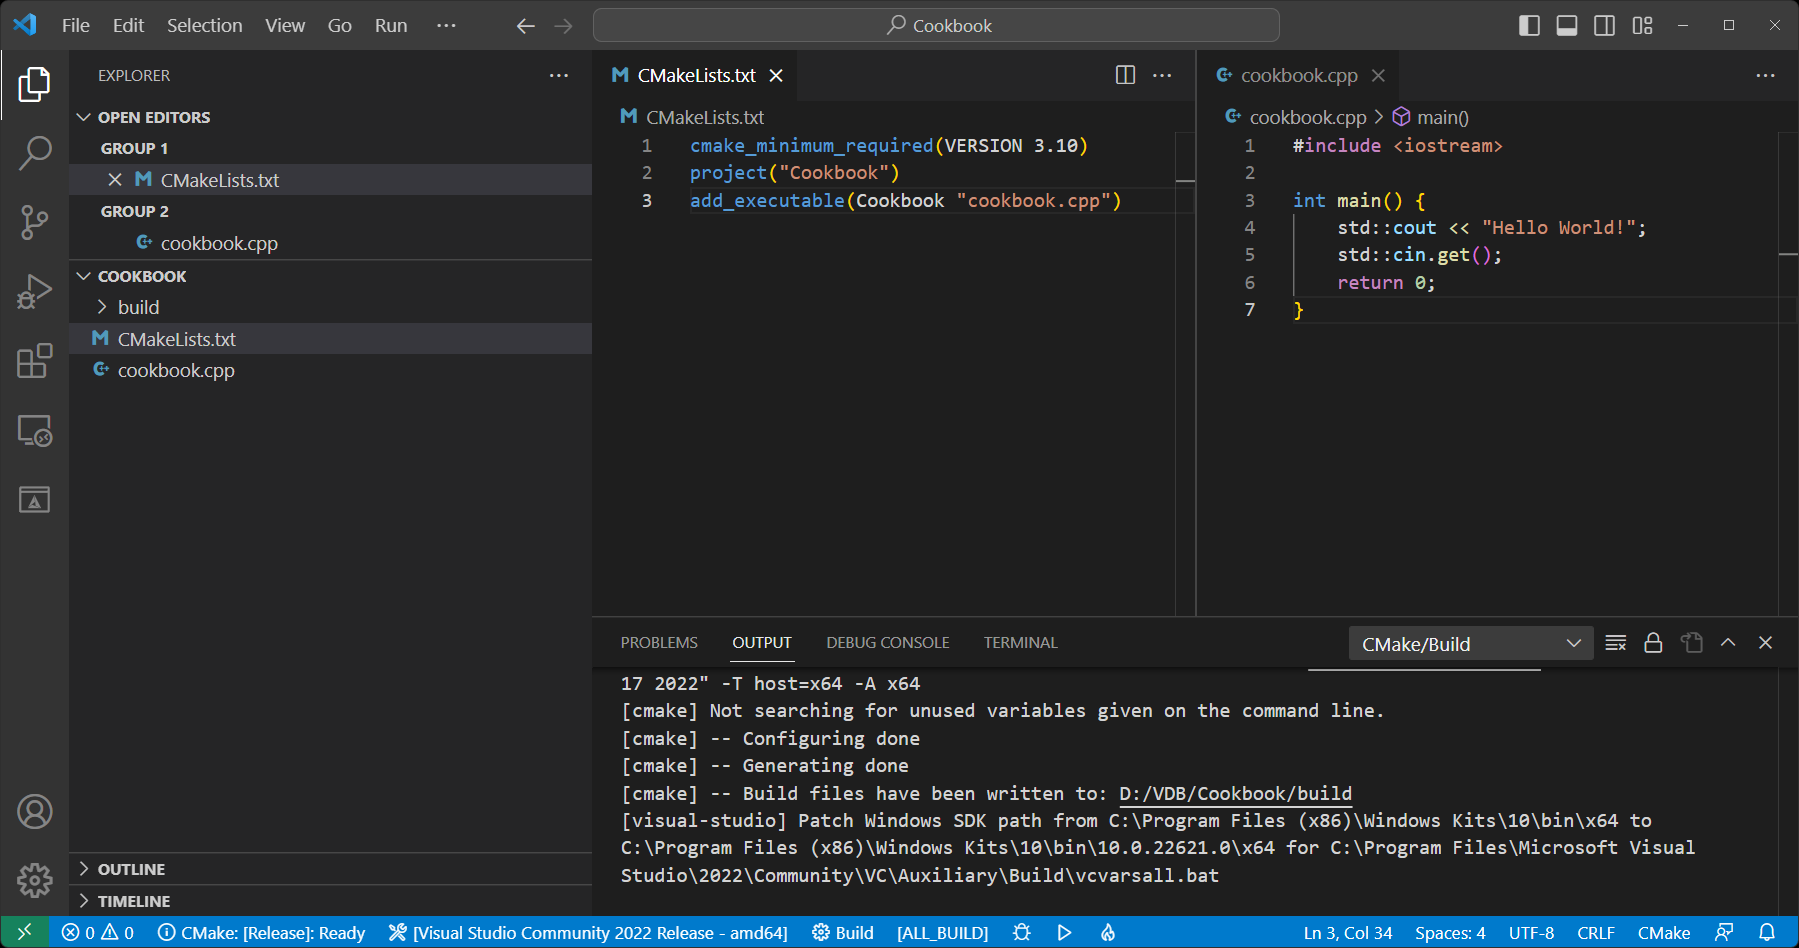 File Edit Selection View Go Run ··· Cookbook
EXPLORER ···
OPEN EDITORS
GROUP 1
CMakeLists.txt
GROUP 2
cookbook.cpp
COOKBOOK
build
CMakeLists.txt
cookbook.cpp
OUTLINE
TIMELINE
CMakeLists.txt
CMakeLists.txt
1 cmake_minimum_required(VERSION 3.10)
2 project("Cookbook")
3 add_executable(Cookbook "cookbook.cpp")
cookbook.cpp
cookbook.cpp > main()
1 #include <iostream>
2
3 int main() {
4 std::cout << "Hello World!";
5 std::cin.get();
6 return 0;
7 }
PROBLEMS OUTPUT DEBUG CONSOLE TERMINAL CMake/Build
17 2022" -T host=x64 -A x64
[cmake] Not searching for unused variables given on the command line.
[cmake] -- Configuring done
[cmake] -- Generating done
[cmake] -- Build files have been written to: D:/VDB/Cookbook/build
[visual-studio] Patch Windows SDK path from C:\Program Files (x86)\Windows Kits\10\bin\x64 to
C:\Program Files (x86)\Windows Kits\10\bin\10.0.22621.0\x64 for C:\Program Files\Microsoft Visual
Studio\2022\Community\VC\Auxiliary\Build\vcvarsall.bat
0 0 CMake: [Release]: Ready [Visual Studio Community 2022 Release - amd64] Build [ALL_BUILD] Ln 3, Col 34 Spaces: 4 UTF-8 CRLF CMake